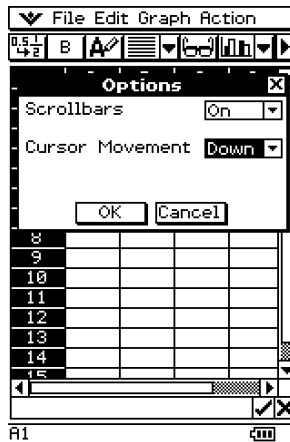 File Edit Graph Action
0.5 1/2 B A
Options
Scrollbars On
Cursor Movement Down
OK Cancel
8
9
10
11
12
13
14
15
A1